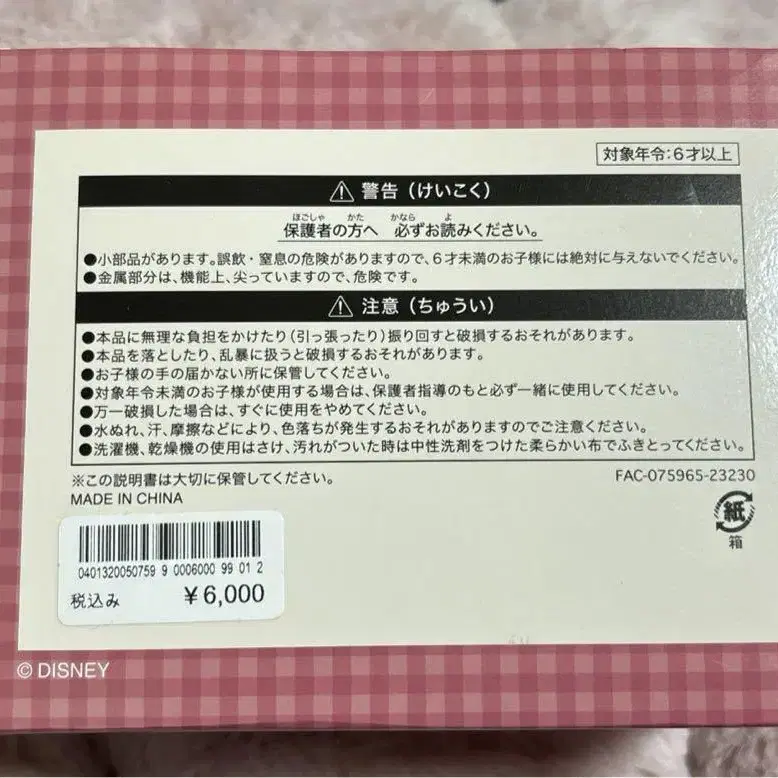 対象年令:6才以上
⚠ 警告（けいこく）
ほごしゃ かた かなら よ
保護者の方へ 必ずお読みください。
●小部品があります。誤飲・窒息の危険がありますので、6才未満のお子様には絶対に与えないでください。
●金属部分は、機能上、尖っていますので、危険です。
⚠ 注意（ちゅうい）
●本品に無理な負担をかけたり(引っ張ったり)振り回すと破損するおそれがあります。
●本品を落としたり、乱暴に扱うと破損するおそれがあります。
●お子様の手の届かない所に保管してください。
●対象年令未満のお子様が使用する場合は、保護者指導のもと必ず一緒に使用してください。
●万一破損した場合は、すぐに使用をやめてください。
●水ぬれ、汗、摩擦などにより、色落ちが発生するおそれがありますのでご注意ください。
●洗濯機、乾燥機の使用はさけ、汚れがついた時は中性洗剤をつけた柔らかい布でふきとってください。
※この説明書は大切に保管してください。
FAC-075965-23230
MADE IN CHINA
紙
箱
0401320050759 9 0006000 99 01 2
税込み ¥6,000
© DISNEY